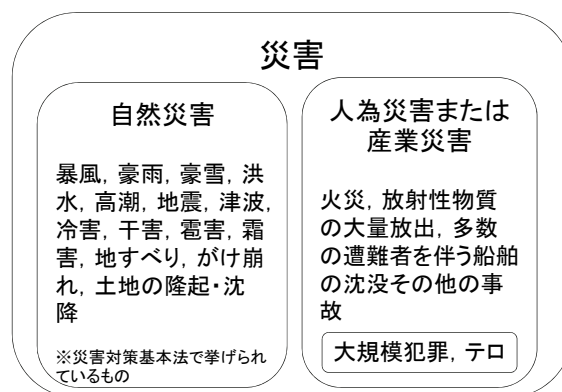 災害
自然災害
暴風, 豪雨, 豪雪, 洪
水, 高潮, 地震, 津波,
冷害, 干害, 雹害, 霜
害, 地すべり, がけ崩
れ, 土地の隆起・沈
降
※災害対策基本法で挙げられ
ているもの
人為災害または
産業災害
火災, 放射性物質
の大量放出, 多数
の遭難者を伴う船舶
の沈没その他の事
故
大規模犯罪, テロ